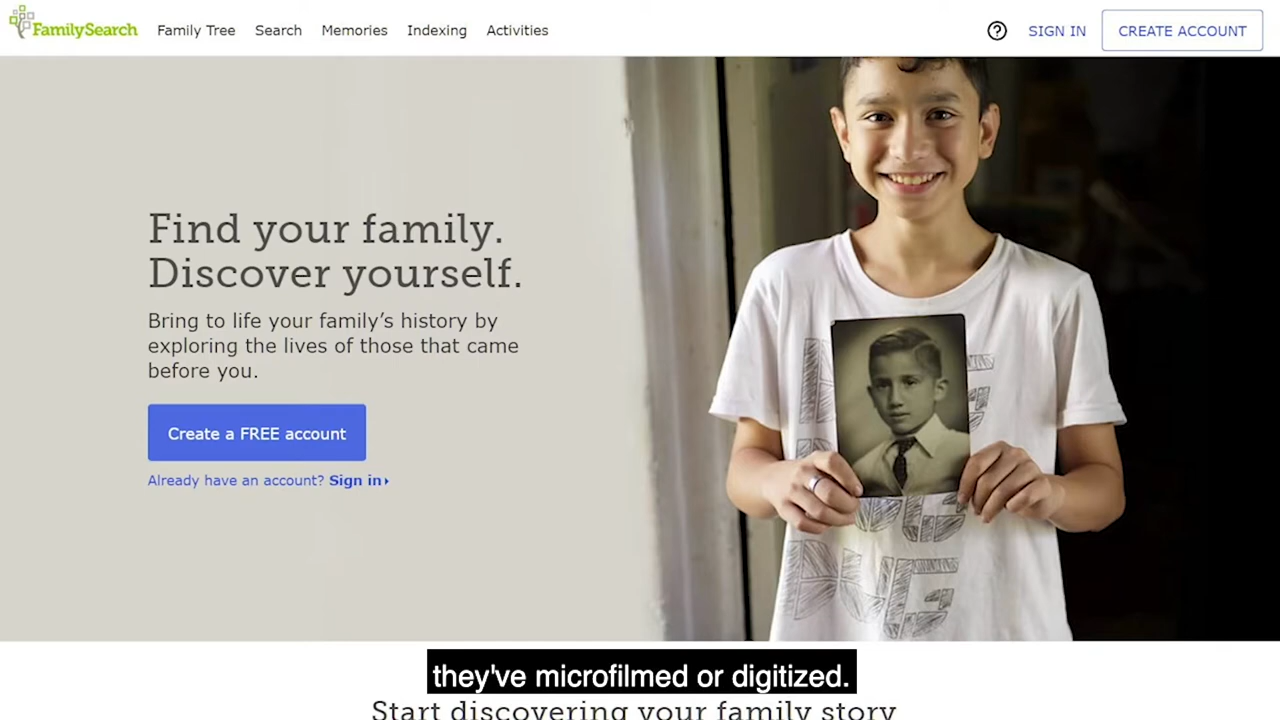 FamilySearch
Family Tree
Search
Memories
Indexing
Activities
?
SIGN IN
CREATE ACCOUNT
Find your family.
Discover yourself.
Bring to life your family’s history by
exploring the lives of those that came
before you.
Create a FREE account
Already have an account? Sign in
they've microfilmed or digitized.
Start discovering your family story